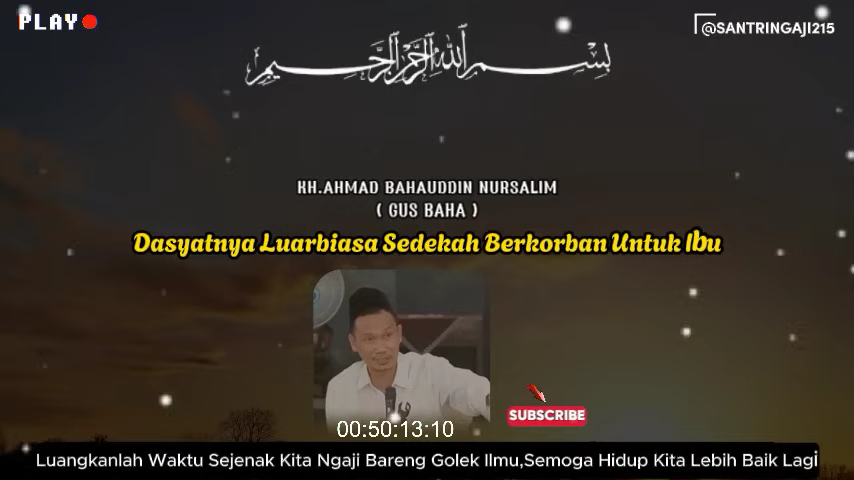 PLAY
@SANTRINGAJI215
بسم الله الرحمن الرحيم
KH.AHMAD BAHAUDDIN NURSALIM
( GUS BAHA )
Dasyatnya Luarbiasa Sedekah Berkorban Untuk Ibu
SUBSCRIBE
00:50:13:10
Luangkanlah Waktu Sejenak Kita Ngaji Bareng Golek Ilmu,Semoga Hidup Kita Lebih Baik Lagi